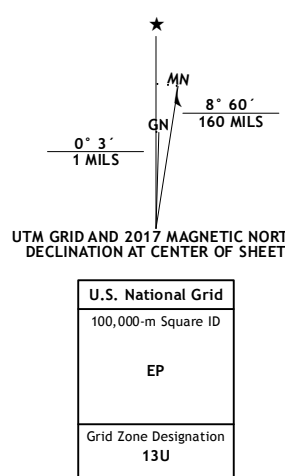 MN
GN
8° 60´
160 MILS
0° 3´
1 MILS
UTM GRID AND 2017 MAGNETIC NORT
DECLINATION AT CENTER OF SHEET
U.S. National Grid
100,000-m Square ID
EP
Grid Zone Designation
13U